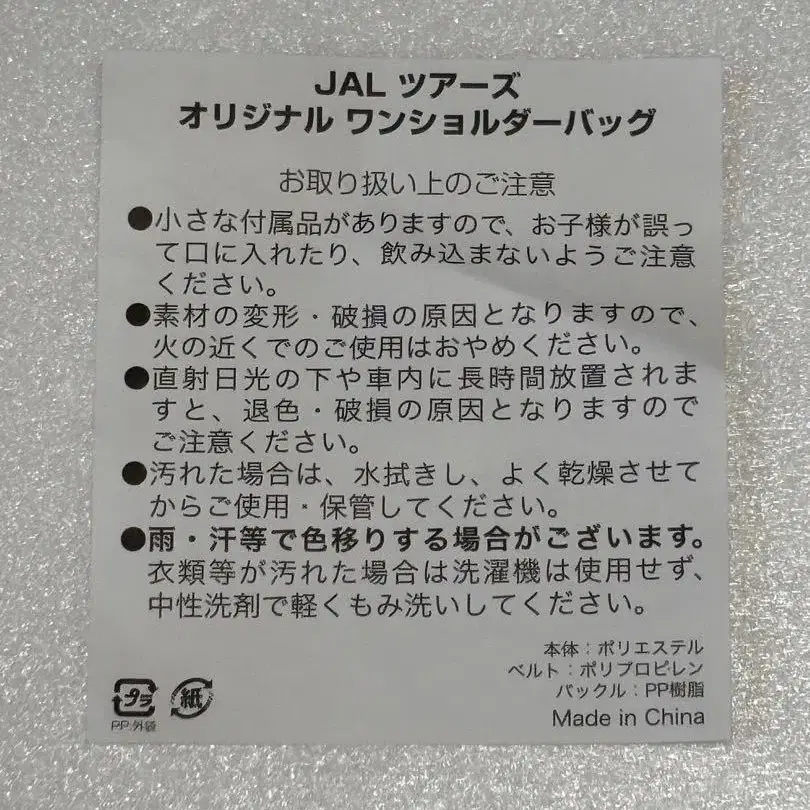 JAL ツアーズ
オリジナル ワンショルダーバッグ
お取り扱い上のご注意
●小さな付属品がありますので、お子様が誤っ
て口に入れたり、飲み込まないようご注意
ください。
●素材の変形・破損の原因となりますので、
火の近くでのご使用はおやめください。
●直射日光の下や車内に長時間放置されま
すと、退色・破損の原因となりますので
ご注意ください。
●汚れた場合は、水拭きし、よく乾燥させて
からご使用・保管してください。
●雨・汗等で色移りする場合がございます。
衣類等が汚れた場合は洗濯機は使用せず、
中性洗剤で軽くもみ洗いしてください。
本体：ポリエステル
ベルト：ポリプロピレン
バックル：PP樹脂
Made in China
プラ 紙
PP:外袋